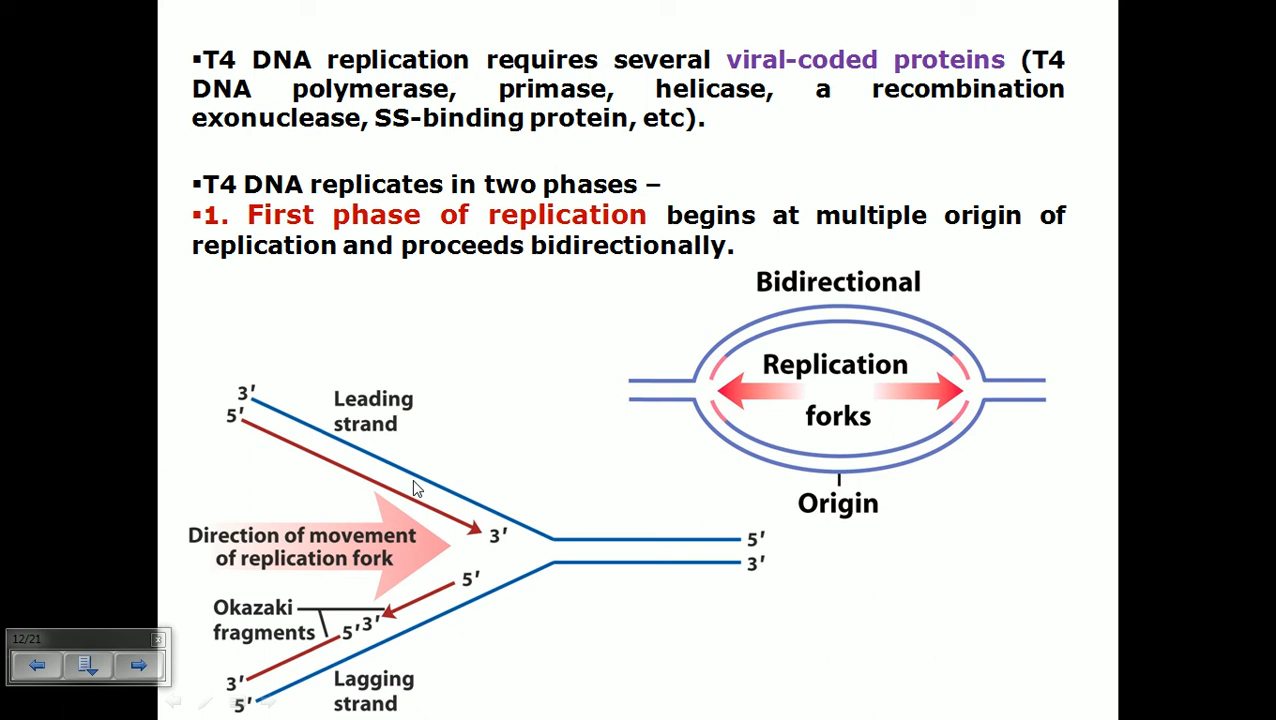 ▪T4 DNA replication requires several viral-coded proteins (T4
DNA polymerase, primase, helicase, a recombination
exonuclease, SS-binding protein, etc).
▪T4 DNA replicates in two phases –
▪1. First phase of replication begins at multiple origin of
replication and proceeds bidirectionally.
Bidirectional
Replication
forks
Origin
3′
5′
Leading
strand
Direction of movement
of replication fork
3′
5′
3′
5′
Okazaki
fragments
5′ 3′
3′
5′
Lagging
strand
12/21